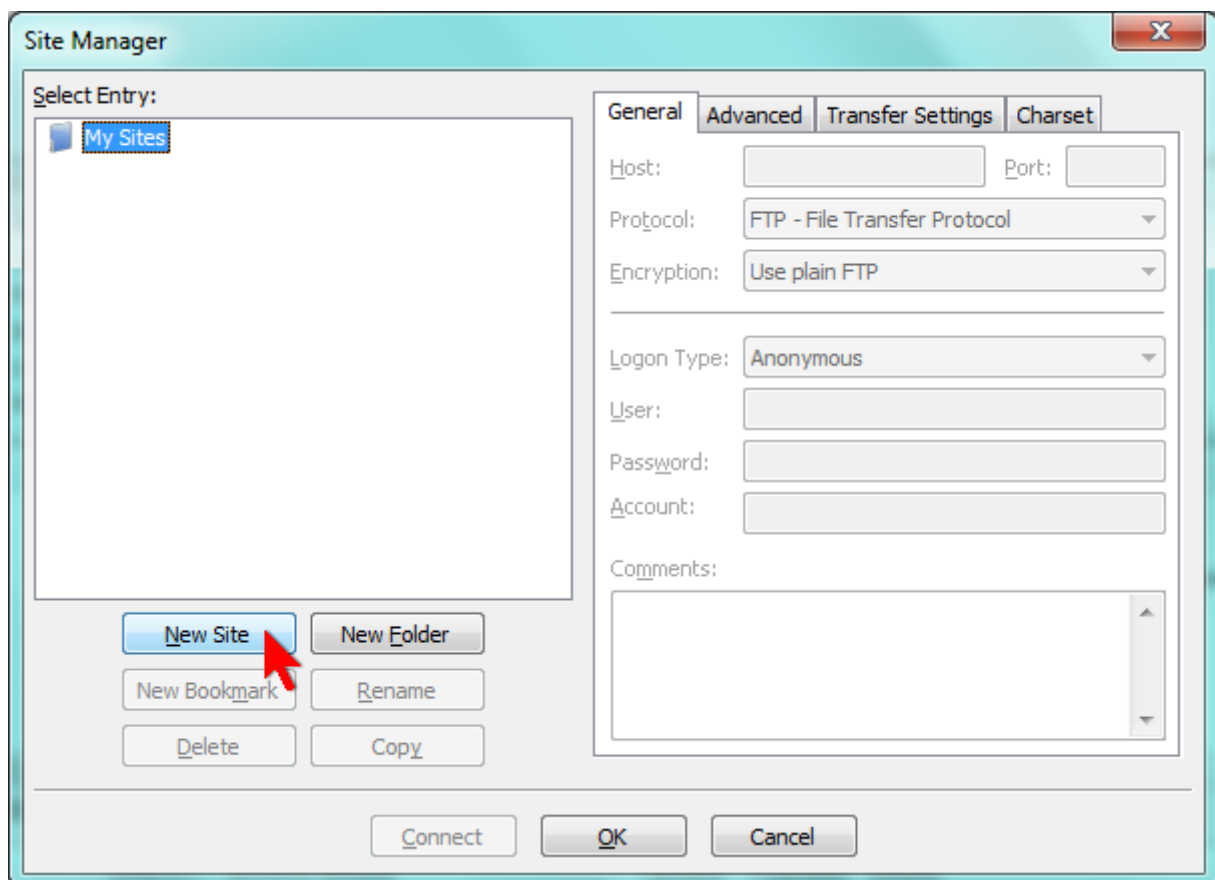 Site Manager
Select Entry:
My Sites
New Site New Folder
New Bookmark Rename
Delete Copy
General Advanced Transfer Settings Charset
Host: Port:
Protocol: FTP - File Transfer Protocol
Encryption: Use plain FTP
Logon Type: Anonymous
User:
Password:
Account:
Comments:
Connect OK Cancel